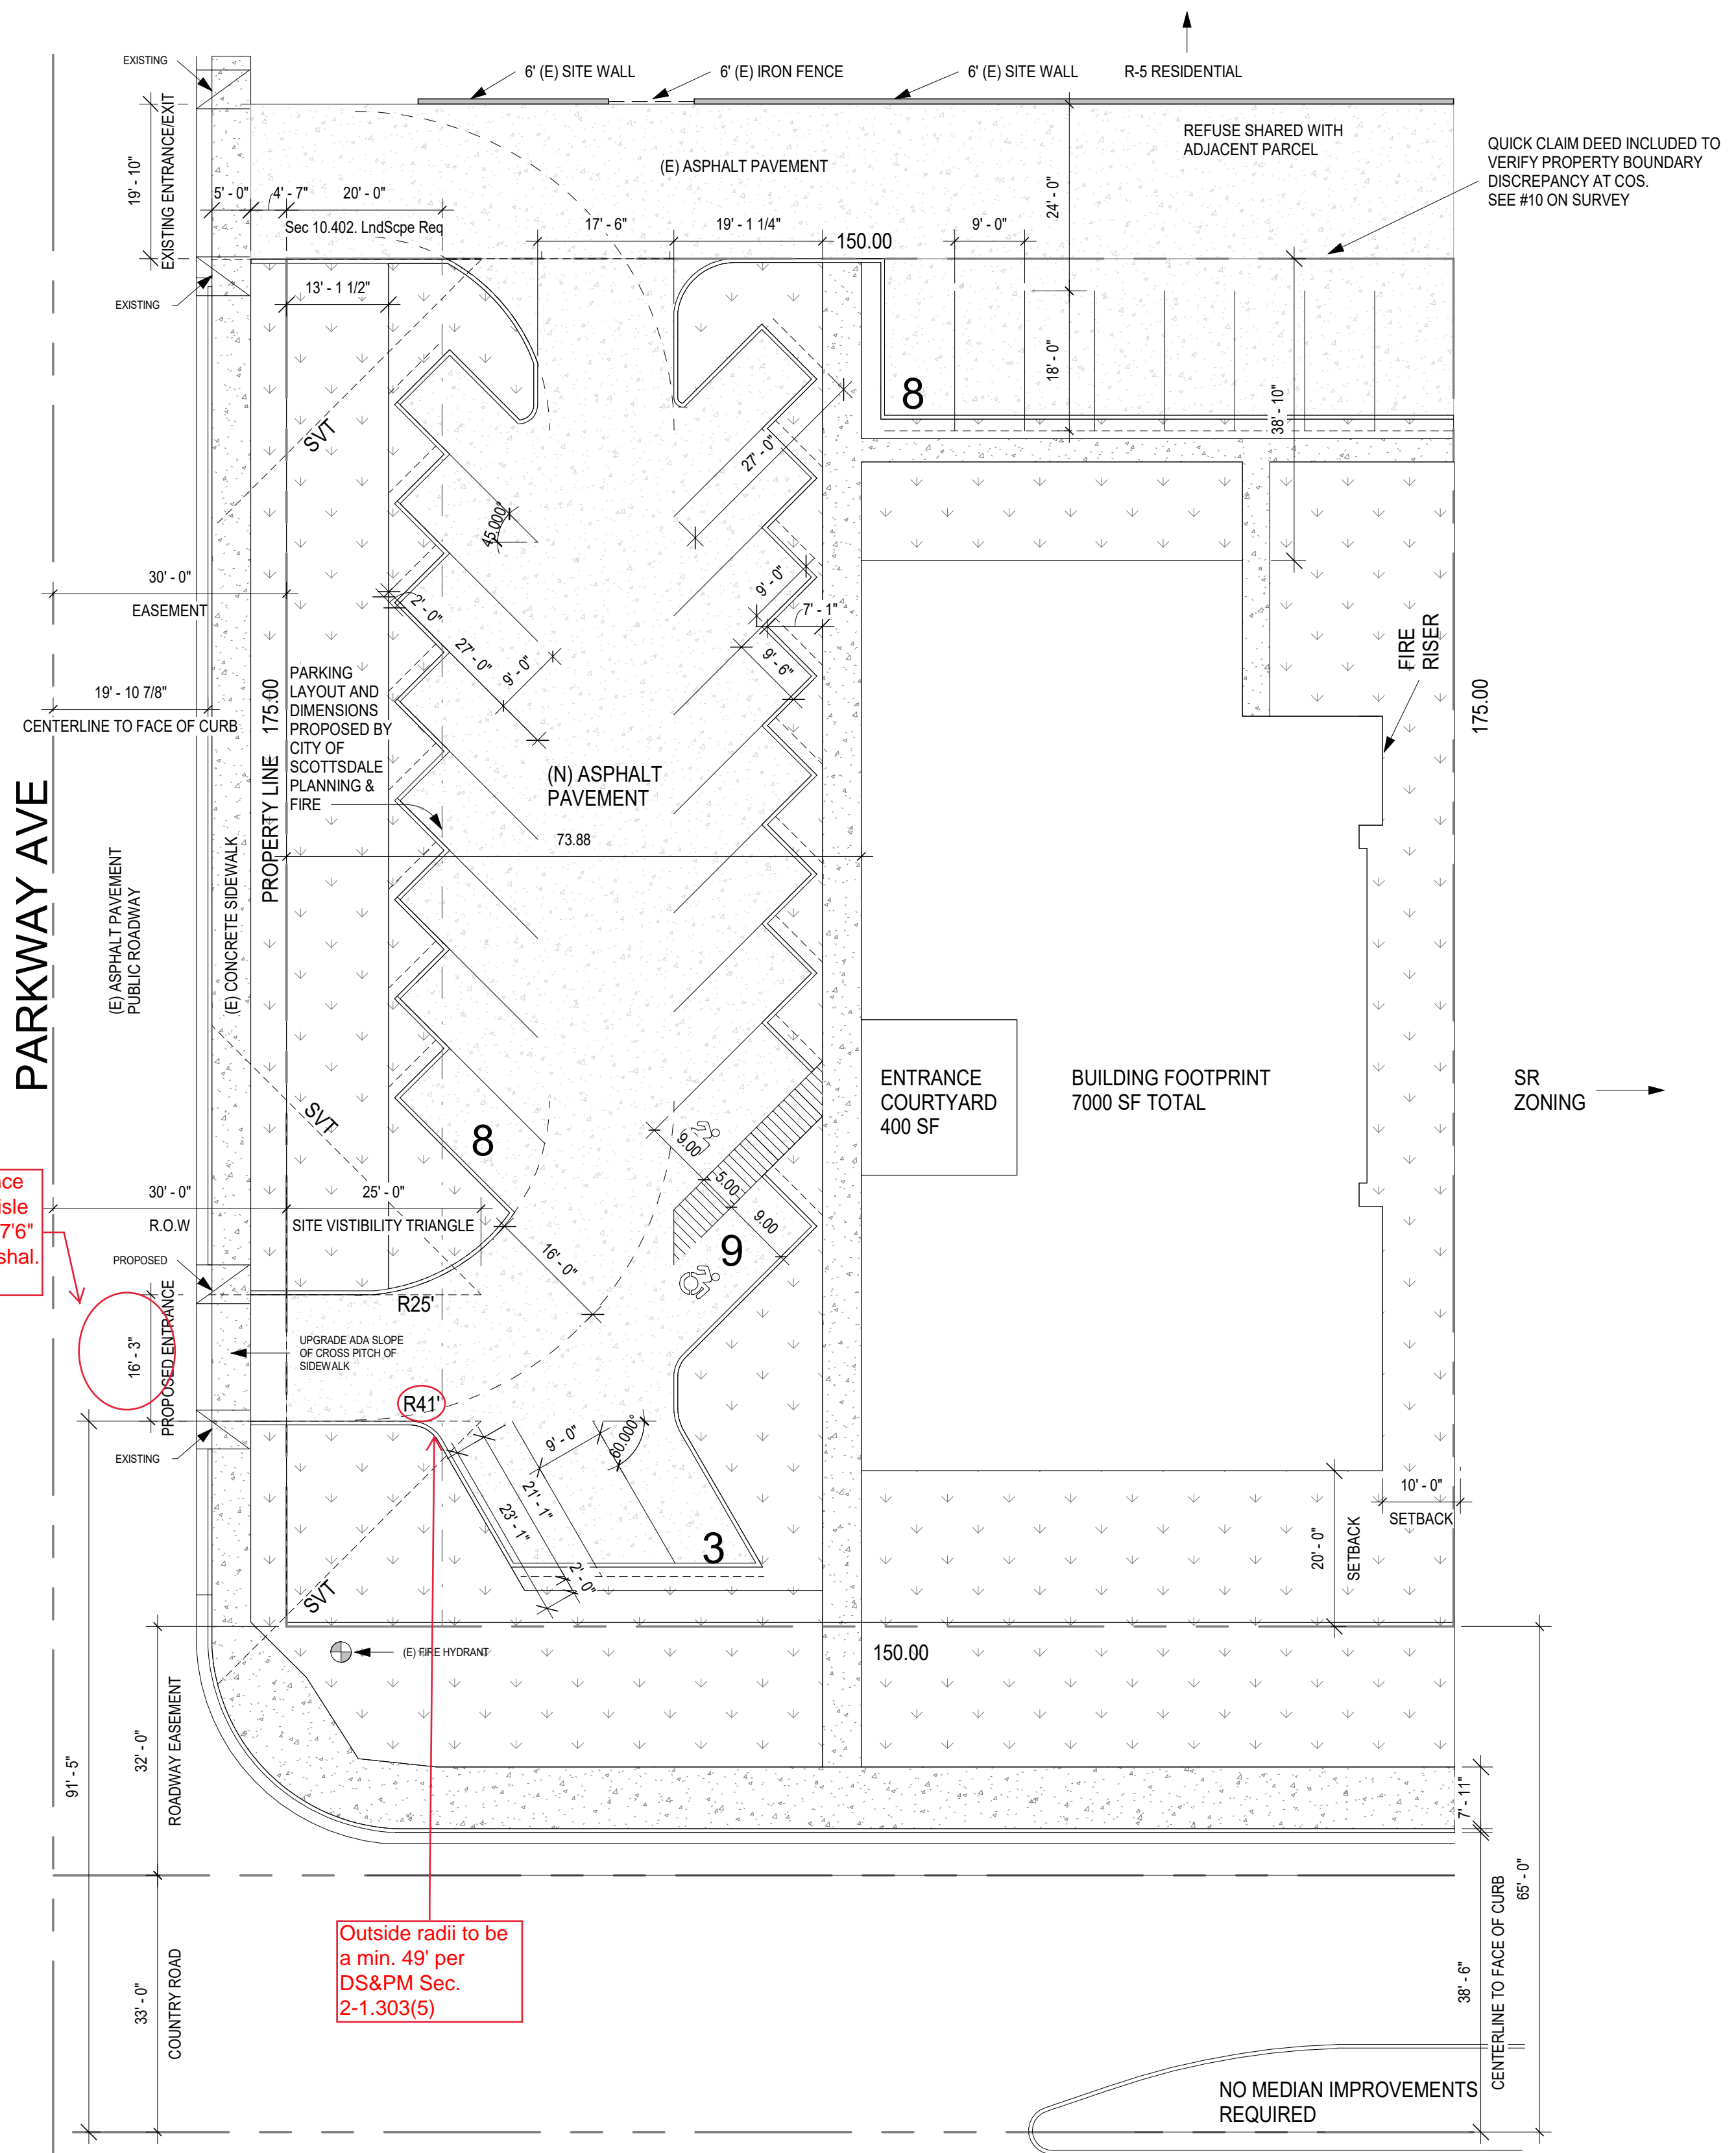 EXISTING
6' (E) SITE WALL
6' (E) IRON FENCE
6' (E) SITE WALL
R-5 RESIDENTIAL
19' - 10"
EXISTING ENTRANCE/EXIT
REFUSE SHARED WITH
ADJACENT PARCEL
QUICK CLAIM DEED INCLUDED TO
VERIFY PROPERTY BOUNDARY
DISCREPANCY AT COS.
SEE #10 ON SURVEY
(E) ASPHALT PAVEMENT
5' - 0"
4' - 7"
20' - 0"
Sec 10.402. LndScpe Req
17' - 6"
19' - 1 1/4"
150.00
9' - 0"
24' - 0"
EXISTING
13' - 1 1/2"
SVT
8
18' - 0"
38' - 10"
27' - 0"
45.000°
30' - 0"
EASEMENT
2' - 0"
27' - 0"
9' - 0"
9' - 0"
7' - 1"
9' - 6"
FIRE
RISER
19' - 10 7/8"
CENTERLINE TO FACE OF CURB
PROPERTY LINE 175.00
PARKING
LAYOUT AND
DIMENSIONS
PROPOSED BY
CITY OF
SCOTTSDALE
PLANNING &
FIRE
(N) ASPHALT
PAVEMENT
175.00
73.88
PARKWAY AVE
(E) ASPHALT PAVEMENT
PUBLIC ROADWAY
(E) CONCRETE SIDEWALK
ENTRANCE
COURTYARD
400 SF
BUILDING FOOTPRINT
7000 SF TOTAL
SR
ZONING
SVT
8
9.00
5.00
9.00
isle
7'6"
shal.
30' - 0"
R.O.W
25' - 0"
SITE VISTIBILITY TRIANGLE
16' - 0"
9
PROPOSED
R25'
16' - 3"
PROPOSED ENTRANCE
UPGRADE ADA SLOPE
OF CROSS PITCH OF
SIDEWALK
R41'
EXISTING
9' - 0"
60.000°
21' - 1"
23' - 1"
2' - 0"
3
10' - 0"
SETBACK
20' - 0"
SETBACK
SVT
(E) FIRE HYDRANT
150.00
91' - 5"
32' - 0"
ROADWAY EASEMENT
7' - 11"
65' - 0"
Outside radii to be
a min. 49' per
DS&PM Sec.
2-1.303(5)
33' - 0"
COUNTRY ROAD
38' - 6"
CENTERLINE TO FACE OF CURB
NO MEDIAN IMPROVEMENTS
REQUIRED